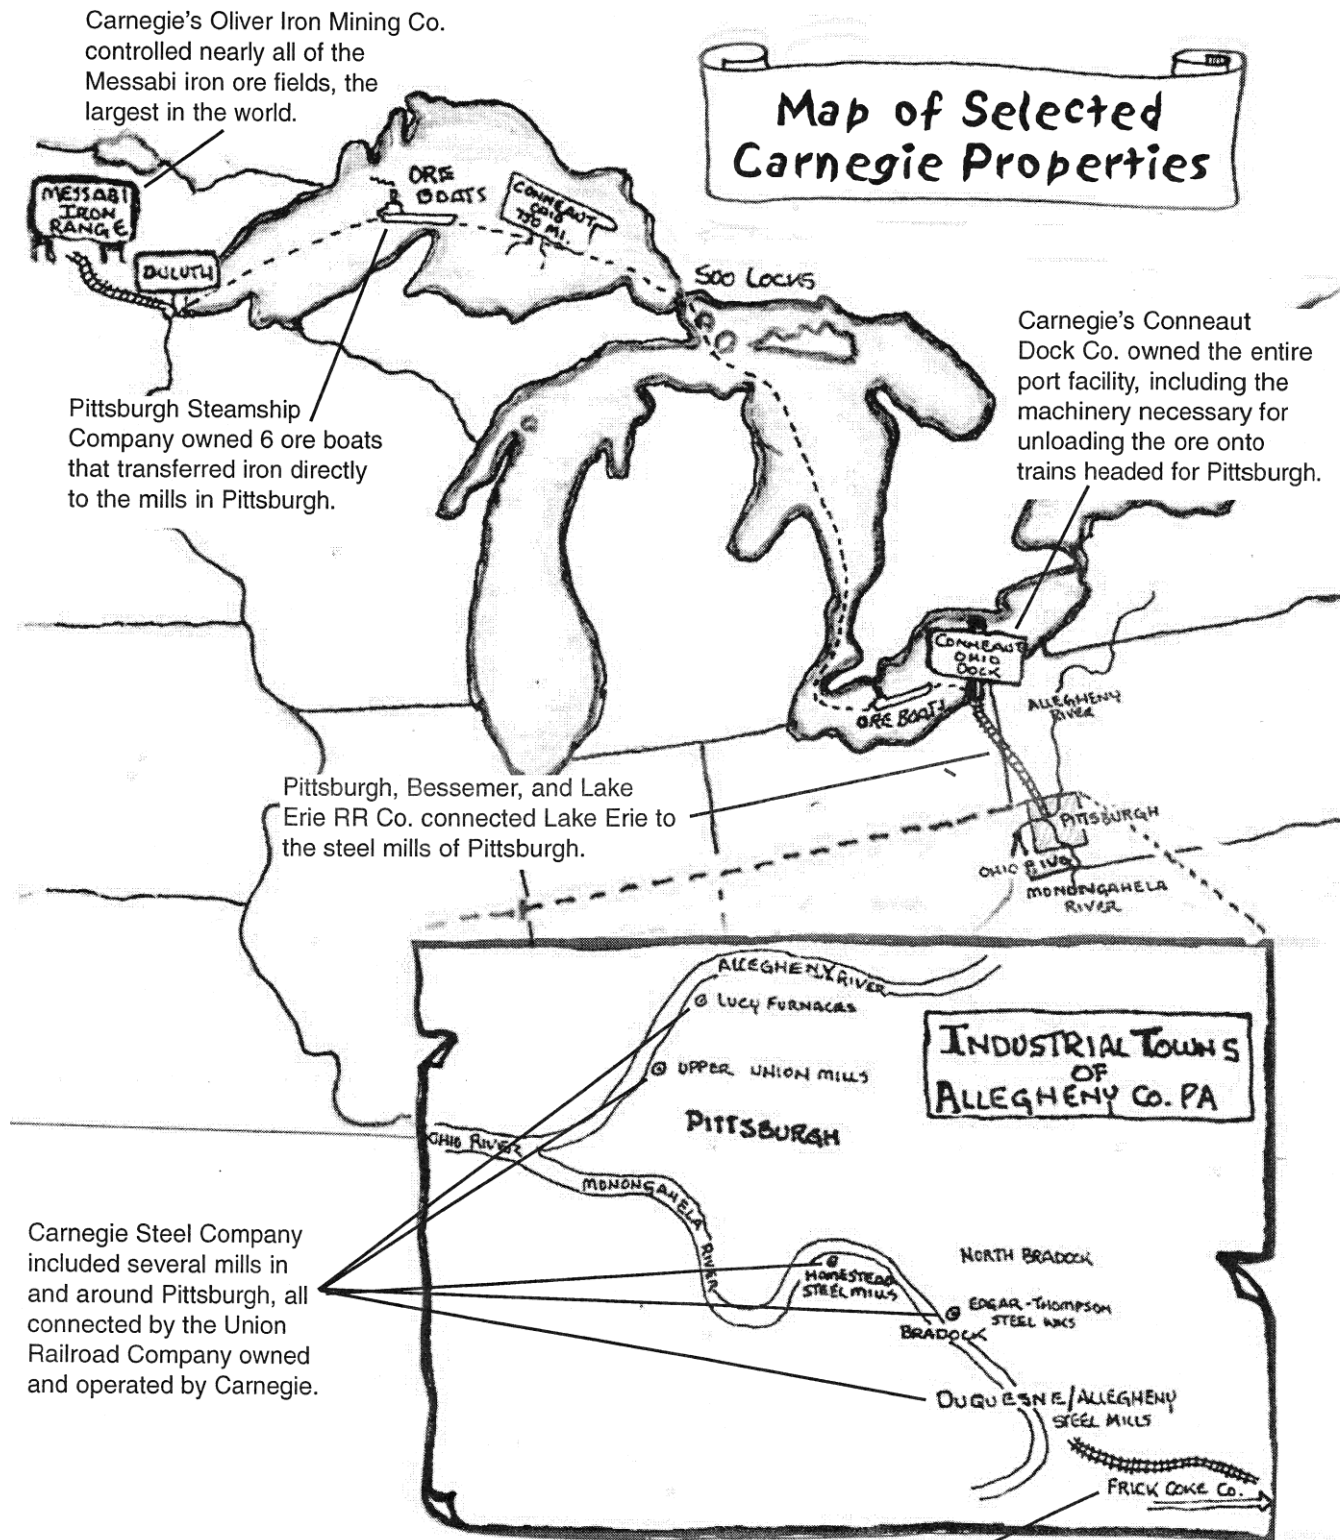 Carnegie's Oliver Iron Mining Co.
controlled nearly all of the
Messabi iron ore fields, the
largest in the world.
Map of Selected
Carnegie Properties
MESSABI
IRON
RANGE
DULUTH
ORE
BOATS
CONNEAUT
OHIO
750 MI.
SOO LOCKS
Carnegie's Conneaut
Dock Co. owned the entire
port facility, including the
machinery necessary for
unloading the ore onto
trains headed for Pittsburgh.
Pittsburgh Steamship
Company owned 6 ore boats
that transferred iron directly
to the mills in Pittsburgh.
CONNEAUT
OHIO
DOCK
ORE BOATS
ALLEGHENY
RIVER
Pittsburgh, Bessemer, and Lake
Erie RR Co. connected Lake Erie to
the steel mills of Pittsburgh.
PITTSBURGH
OHIO RIVER
MONONGAHELA
RIVER
ALLEGHENY RIVER
LUCY FURNACES
UPPER UNION MILLS
PITTSBURGH
INDUSTRIAL TOWNS
OF
ALLEGHENY CO. PA
OHIO RIVER
MONONGAHELA RIVER
Carnegie Steel Company
included several mills in
and around Pittsburgh, all
connected by the Union
Railroad Company owned
and operated by Carnegie.
HOMESTEAD
STEEL MILLS
NORTH BRADOCK
EDGAR-THOMPSON
STEEL WKS
BRADOCK
DUQUESNE/ALLEGHENY
STEEL MILLS
FRICK COKE CO.